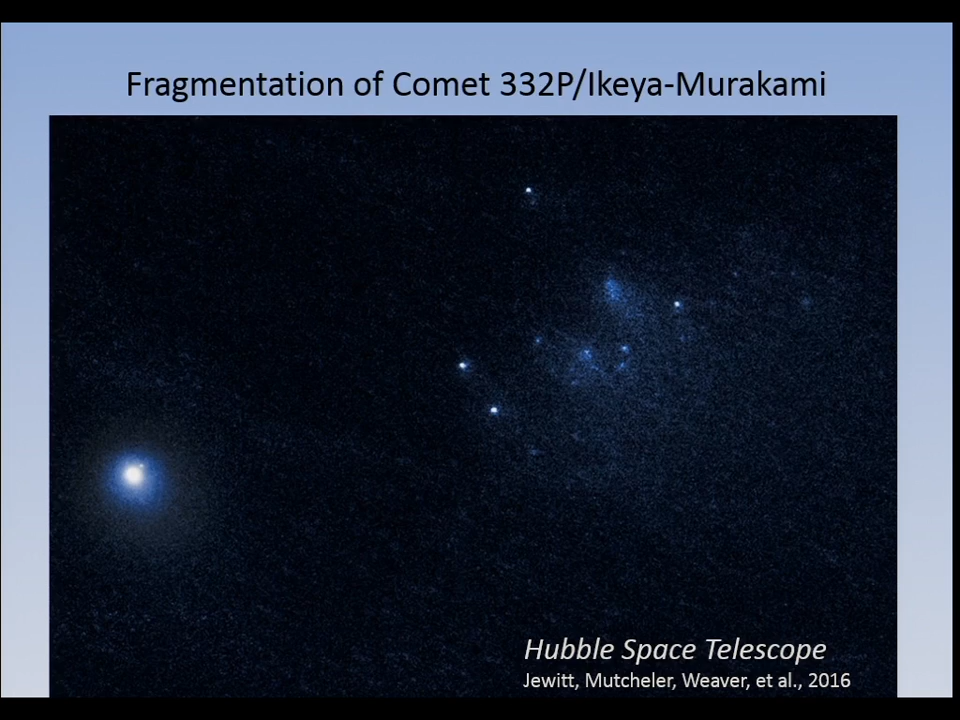 Fragmentation of Comet 332P/Ikeya-Murakami
Hubble Space Telescope
Jewitt, Mutcheler, Weaver, et al., 2016